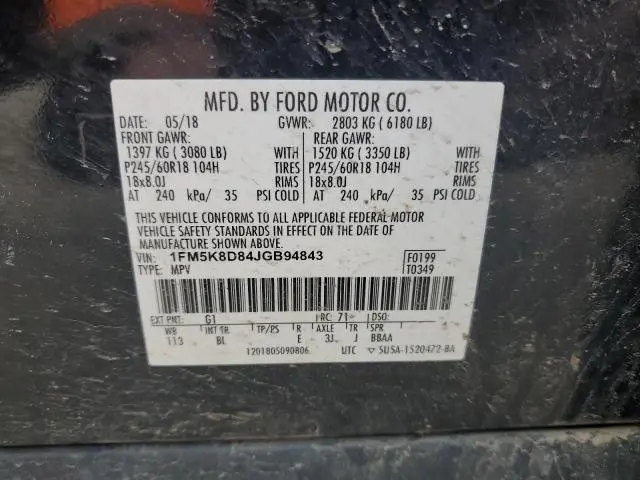 MFD. BY FORD MOTOR CO.
DATE: 05/18 GVWR: 2803 KG ( 6180 LB)
FRONT GAWR: REAR GAWR:
1397 KG ( 3080 LB) WITH 1520 KG ( 3350 LB) WITH
P245/60R18 104H TIRES P245/60R18 104H TIRES
18x8.0J RIMS 18x8.0J RIMS
AT 240 kPa/ 35 PSI COLD AT 240 kPa/ 35 PSI COLD
THIS VEHICLE CONFORMS TO ALL APPLICABLE FEDERAL MOTOR
VEHICLE SAFETY STANDARDS IN EFFECT ON THE DATE OF
MANUFACTURE SHOWN ABOVE.
VIN: 1FM5K8D84JGB94843 F0199
TYPE: MPV T0349
EXT PNT: G1 RC: 71 DSO:
WB INT TR TP/PS R AXLE TR SPR
113 BL E 3J J BBAA
1201805090806 UTC ▽ 5U5A-1520472-BA